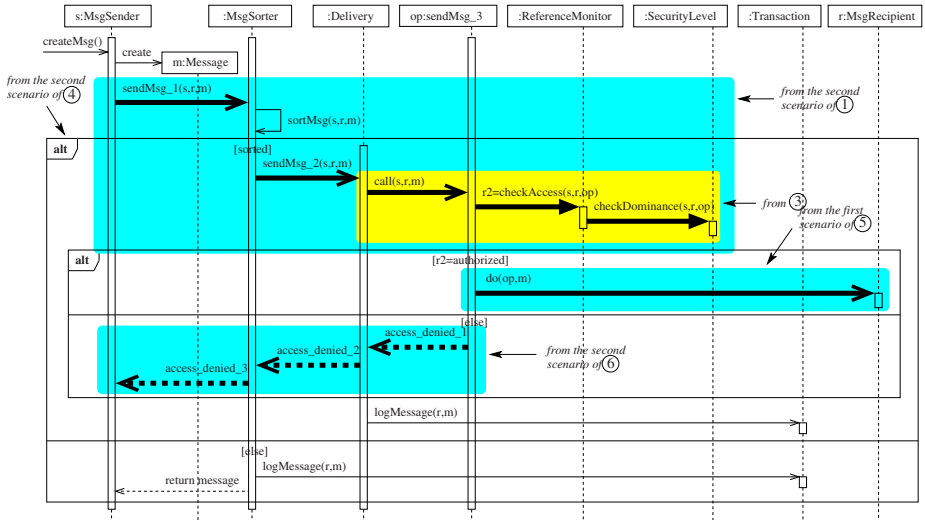 s:MsgSender
:MsgSorter
:Delivery
op:sendMsg_3
:ReferenceMonitor
:SecurityLevel
:Transaction
r:MsgRecipient
createMsg()
create
m:Message
from the second
scenario of 4
sendMsg_1(s,r,m)
from the second
scenario of 1
sortMsg(s,r,m)
alt
[sorted]
sendMsg_2(s,r,m)
call(s,r,m)
r2=checkAccess(s,r,op)
checkDominance(s,r,op)
from 3
from the first
scenario of 5
alt
[r2=authorized]
do(op,m)
[else]
access_denied_1
access_denied_2
access_denied_3
from the second
scenario of 6
logMessage(r,m)
[else]
logMessage(r,m)
return message